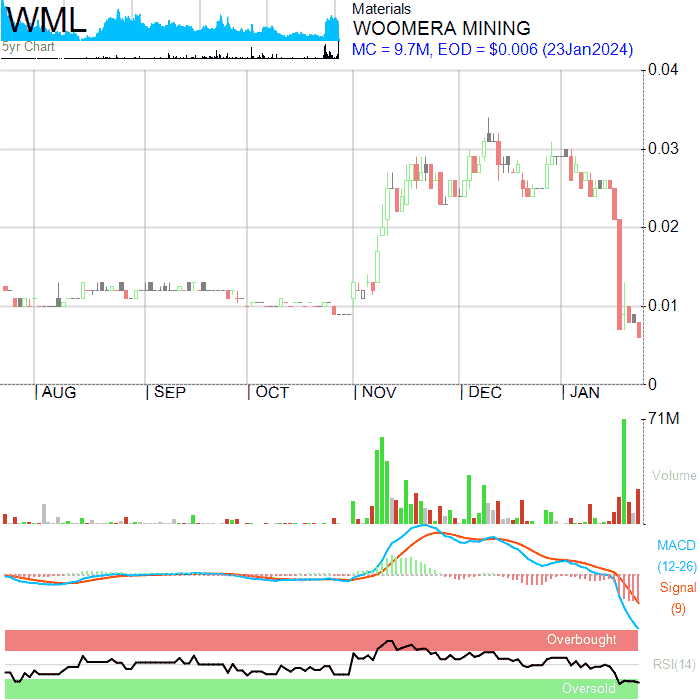 WML
5yr Chart
Materials
WOOMERA MINING
MC = 9.7M, EOD = $0.006 (23Jan2024)
0.04
0.03
0.02
0.01
0
AUG SEP OCT NOV DEC JAN
71M
Volume
MACD
(12-26)
Signal
(9)
Overbought
RSI(14)
Oversold